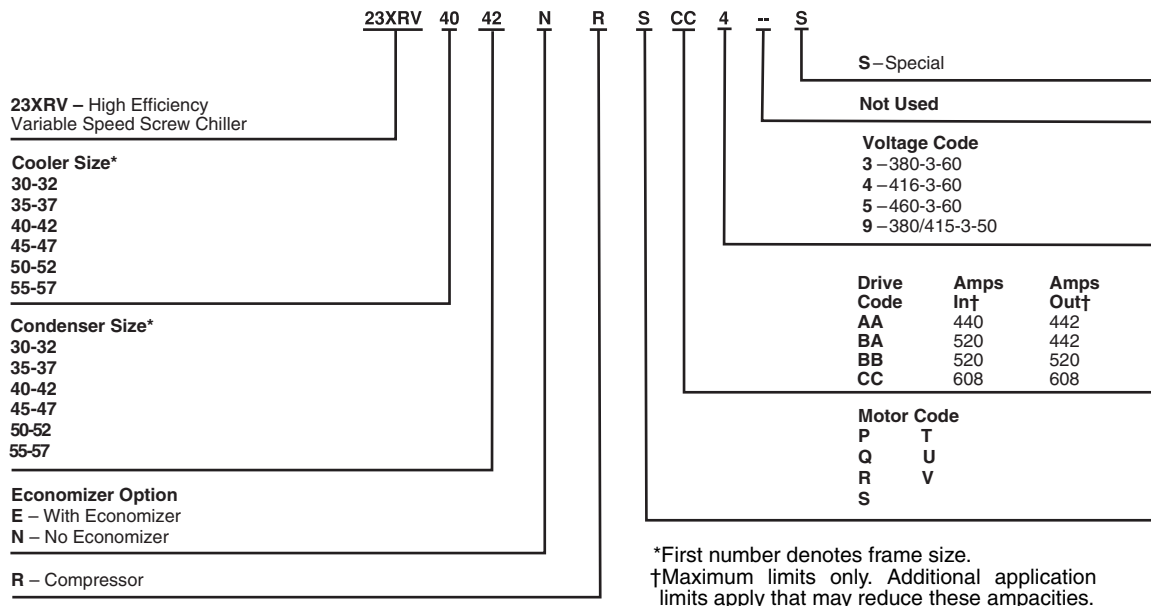 23XRV 40 42 N R S CC 4 -- S
23XRV – High Efficiency
Variable Speed Screw Chiller
Cooler Size*
30-32
35-37
40-42
45-47
50-52
55-57
Condenser Size*
30-32
35-37
40-42
45-47
50-52
55-57
Economizer Option
E – With Economizer
N – No Economizer
R – Compressor
S – Special
Not Used
Voltage Code
3 – 380-3-60
4 – 416-3-60
5 – 460-3-60
9 – 380/415-3-50
Drive Amps Amps
Code In† Out†
AA 440 442
BA 520 442
BB 520 520
CC 608 608
Motor Code
P T
Q U
R V
S
*First number denotes frame size.
†Maximum limits only. Additional application
limits apply that may reduce these ampacities.